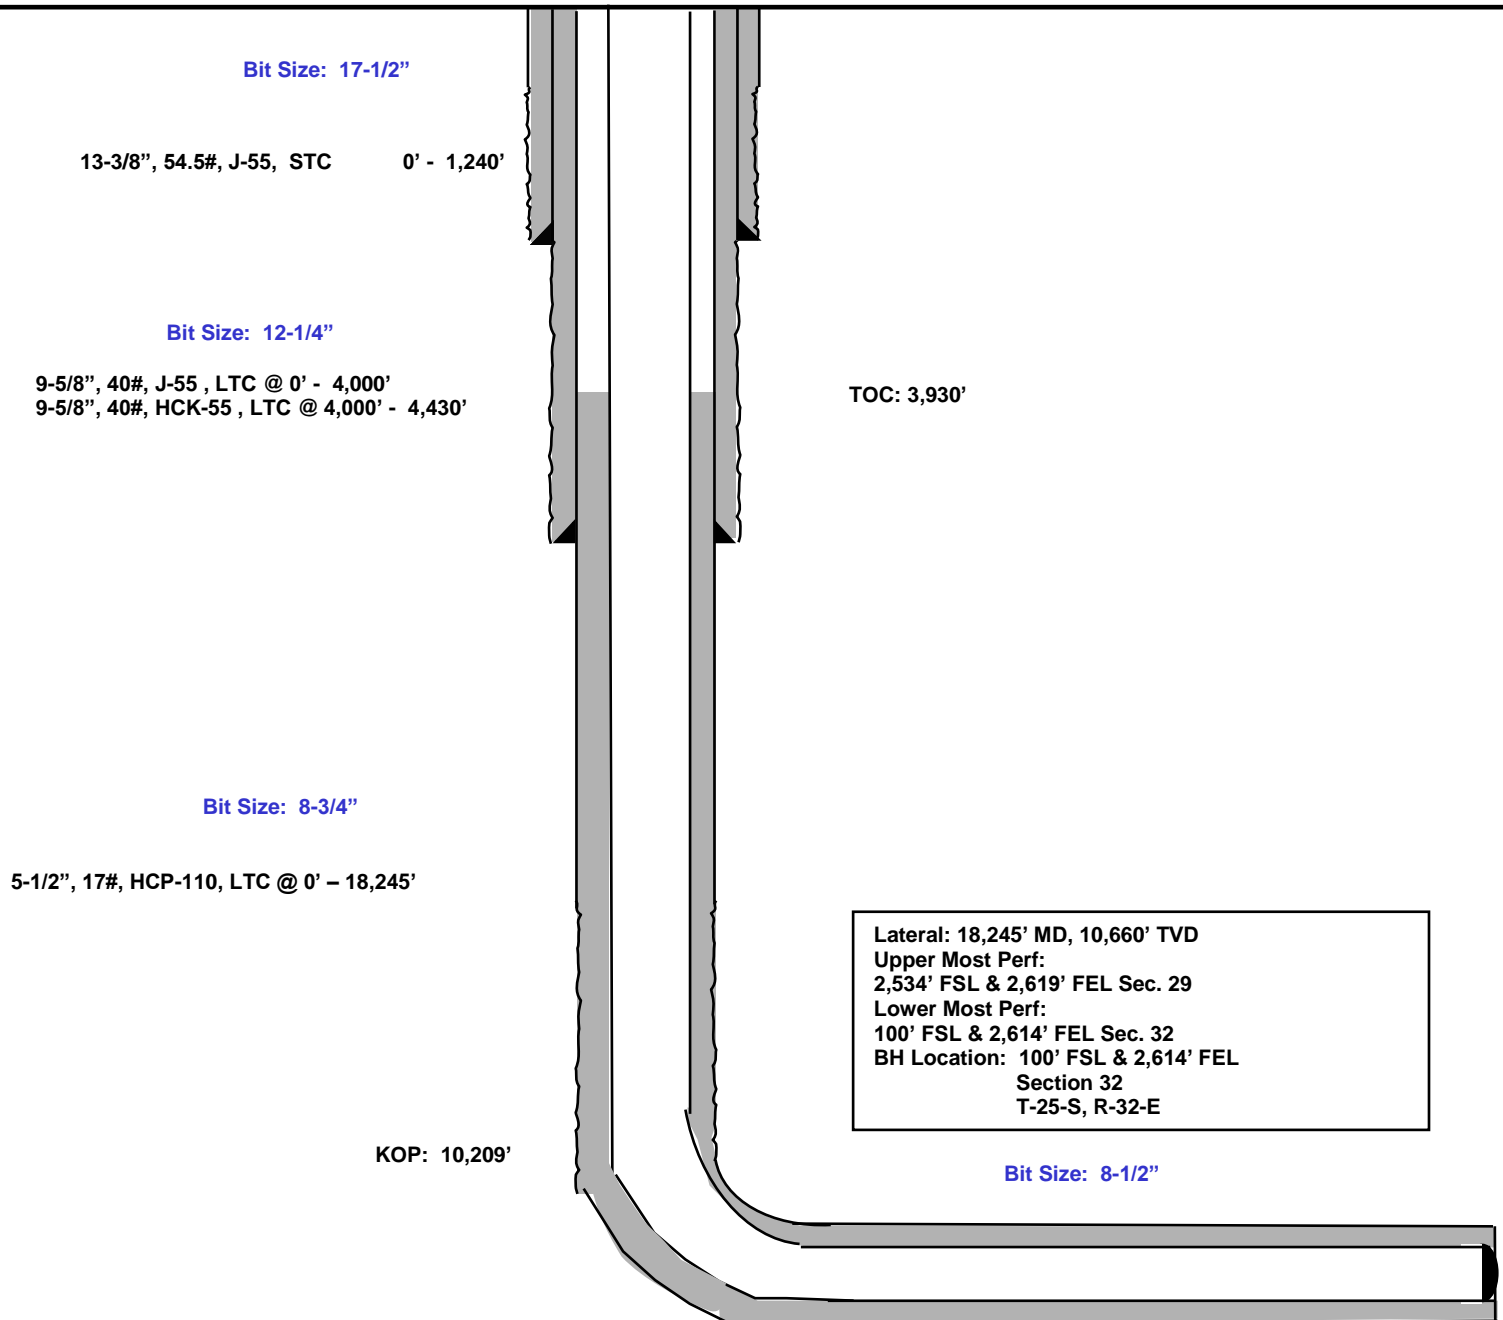 Bit Size: 17-1/2”
13-3/8”, 54.5#, J-55, STC 0’ - 1,240’
Bit Size: 12-1/4”
9-5/8”, 40#, J-55 , LTC @ 0’ - 4,000’
9-5/8”, 40#, HCK-55 , LTC @ 4,000’ - 4,430’
TOC: 3,930’
Bit Size: 8-3/4”
5-1/2”, 17#, HCP-110, LTC @ 0’ – 18,245’
Lateral: 18,245’ MD, 10,660’ TVD
Upper Most Perf:
2,534’ FSL & 2,619’ FEL Sec. 29
Lower Most Perf:
100’ FSL & 2,614’ FEL Sec. 32
BH Location: 100’ FSL & 2,614’ FEL
Section 32
T-25-S, R-32-E
KOP: 10,209’
Bit Size: 8-1/2”